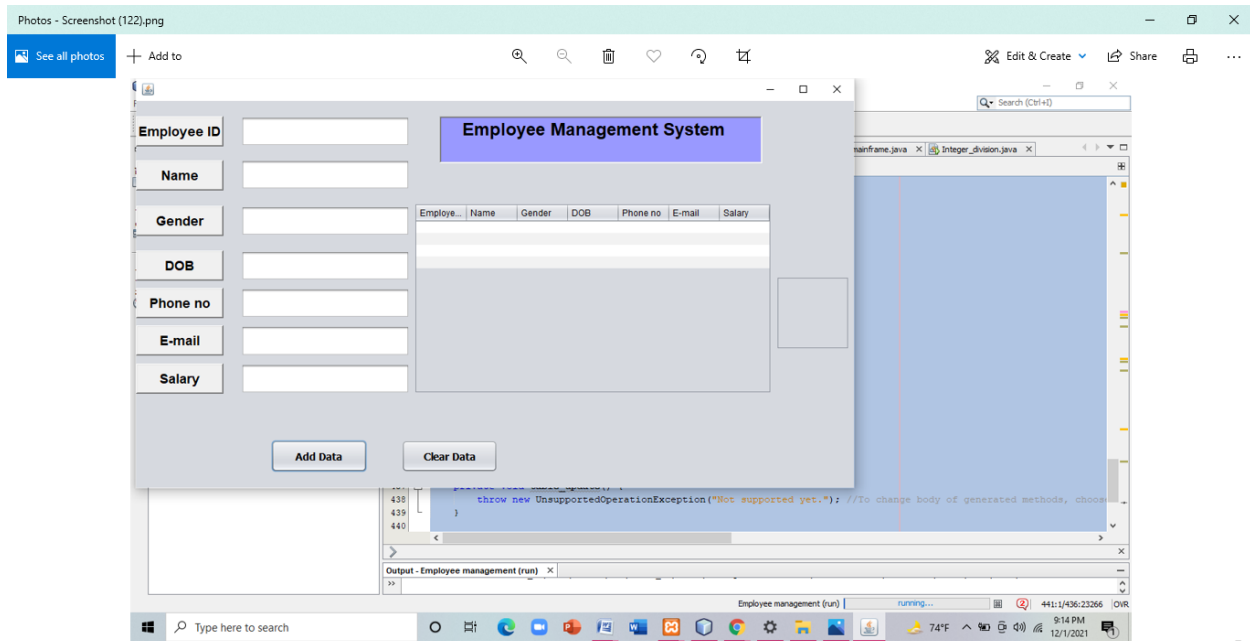 Photos - Screenshot (122).png
See all photos
Add to
Edit & Create
Share
Search (Ctrl+I)
Employee ID
Employee Management System
mainframe.java
Integer_division.java
Name
Gender
Employe... Name Gender DOB Phone no E-mail Salary
DOB
Phone no
E-mail
Salary
Add Data Clear Data
438 throw new UnsupportedOperationException("Not supported yet."); //To change body of generated methods, choos
439 }
440
Output - Employee management (run)
Employee management (run) running... 2 441:1/436:23266 OVR
Type here to search
74°F
9:14 PM
12/1/2021